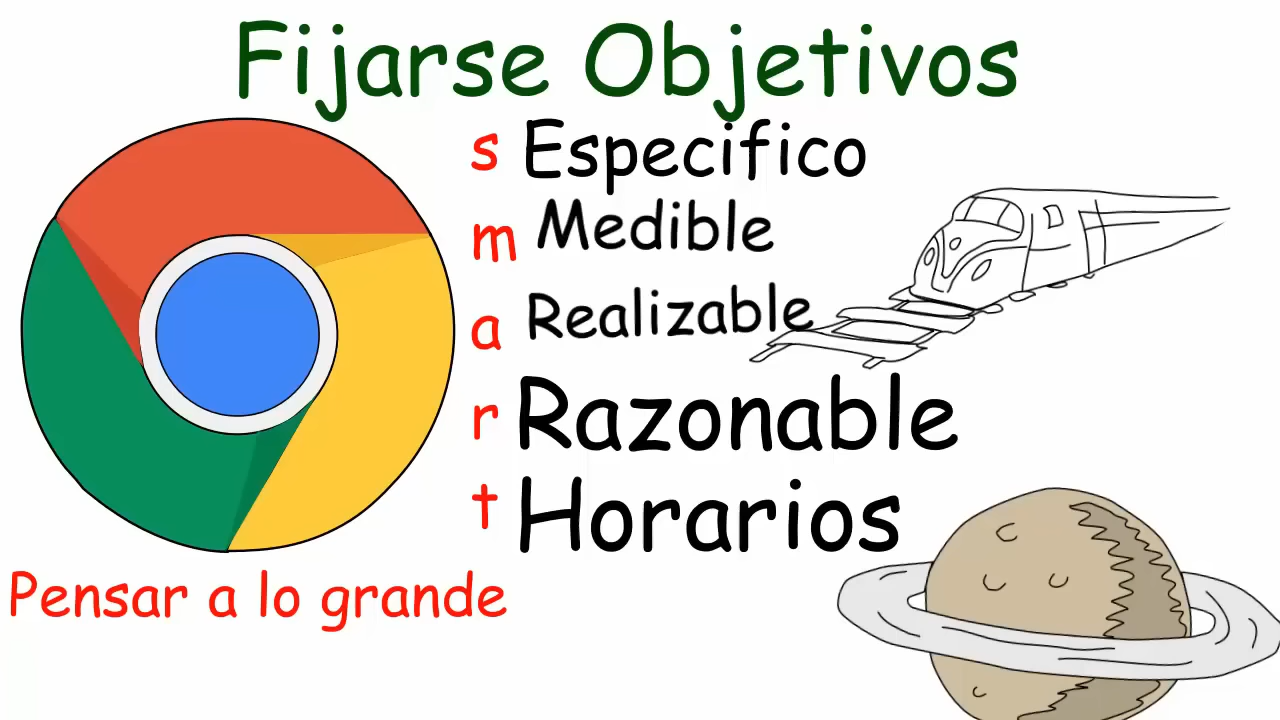 Fijarse Objetivos
s Especifico
m Medible
a Realizable
r Razonable
t Horarios
Pensar a lo grande